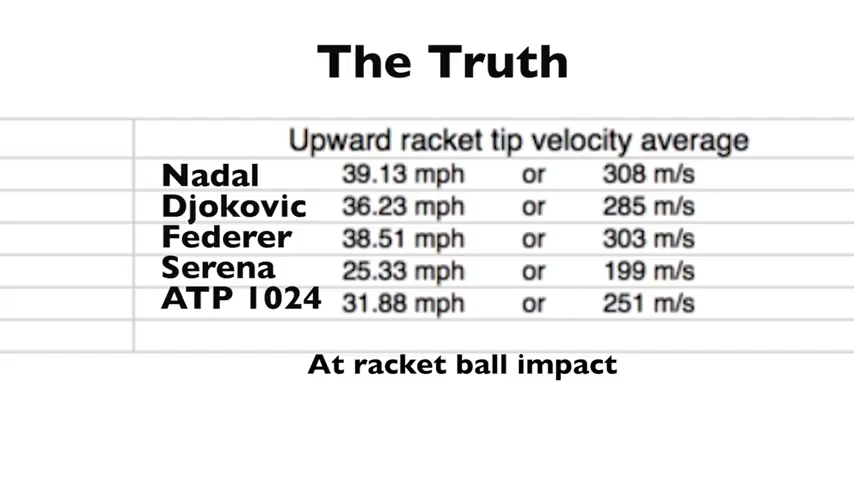 The Truth
Upward racket tip velocity average
Nadal 39.13 mph or 308 m/s
Djokovic 36.23 mph or 285 m/s
Federer 38.51 mph or 303 m/s
Serena 25.33 mph or 199 m/s
ATP 1024 31.88 mph or 251 m/s
At racket ball impact